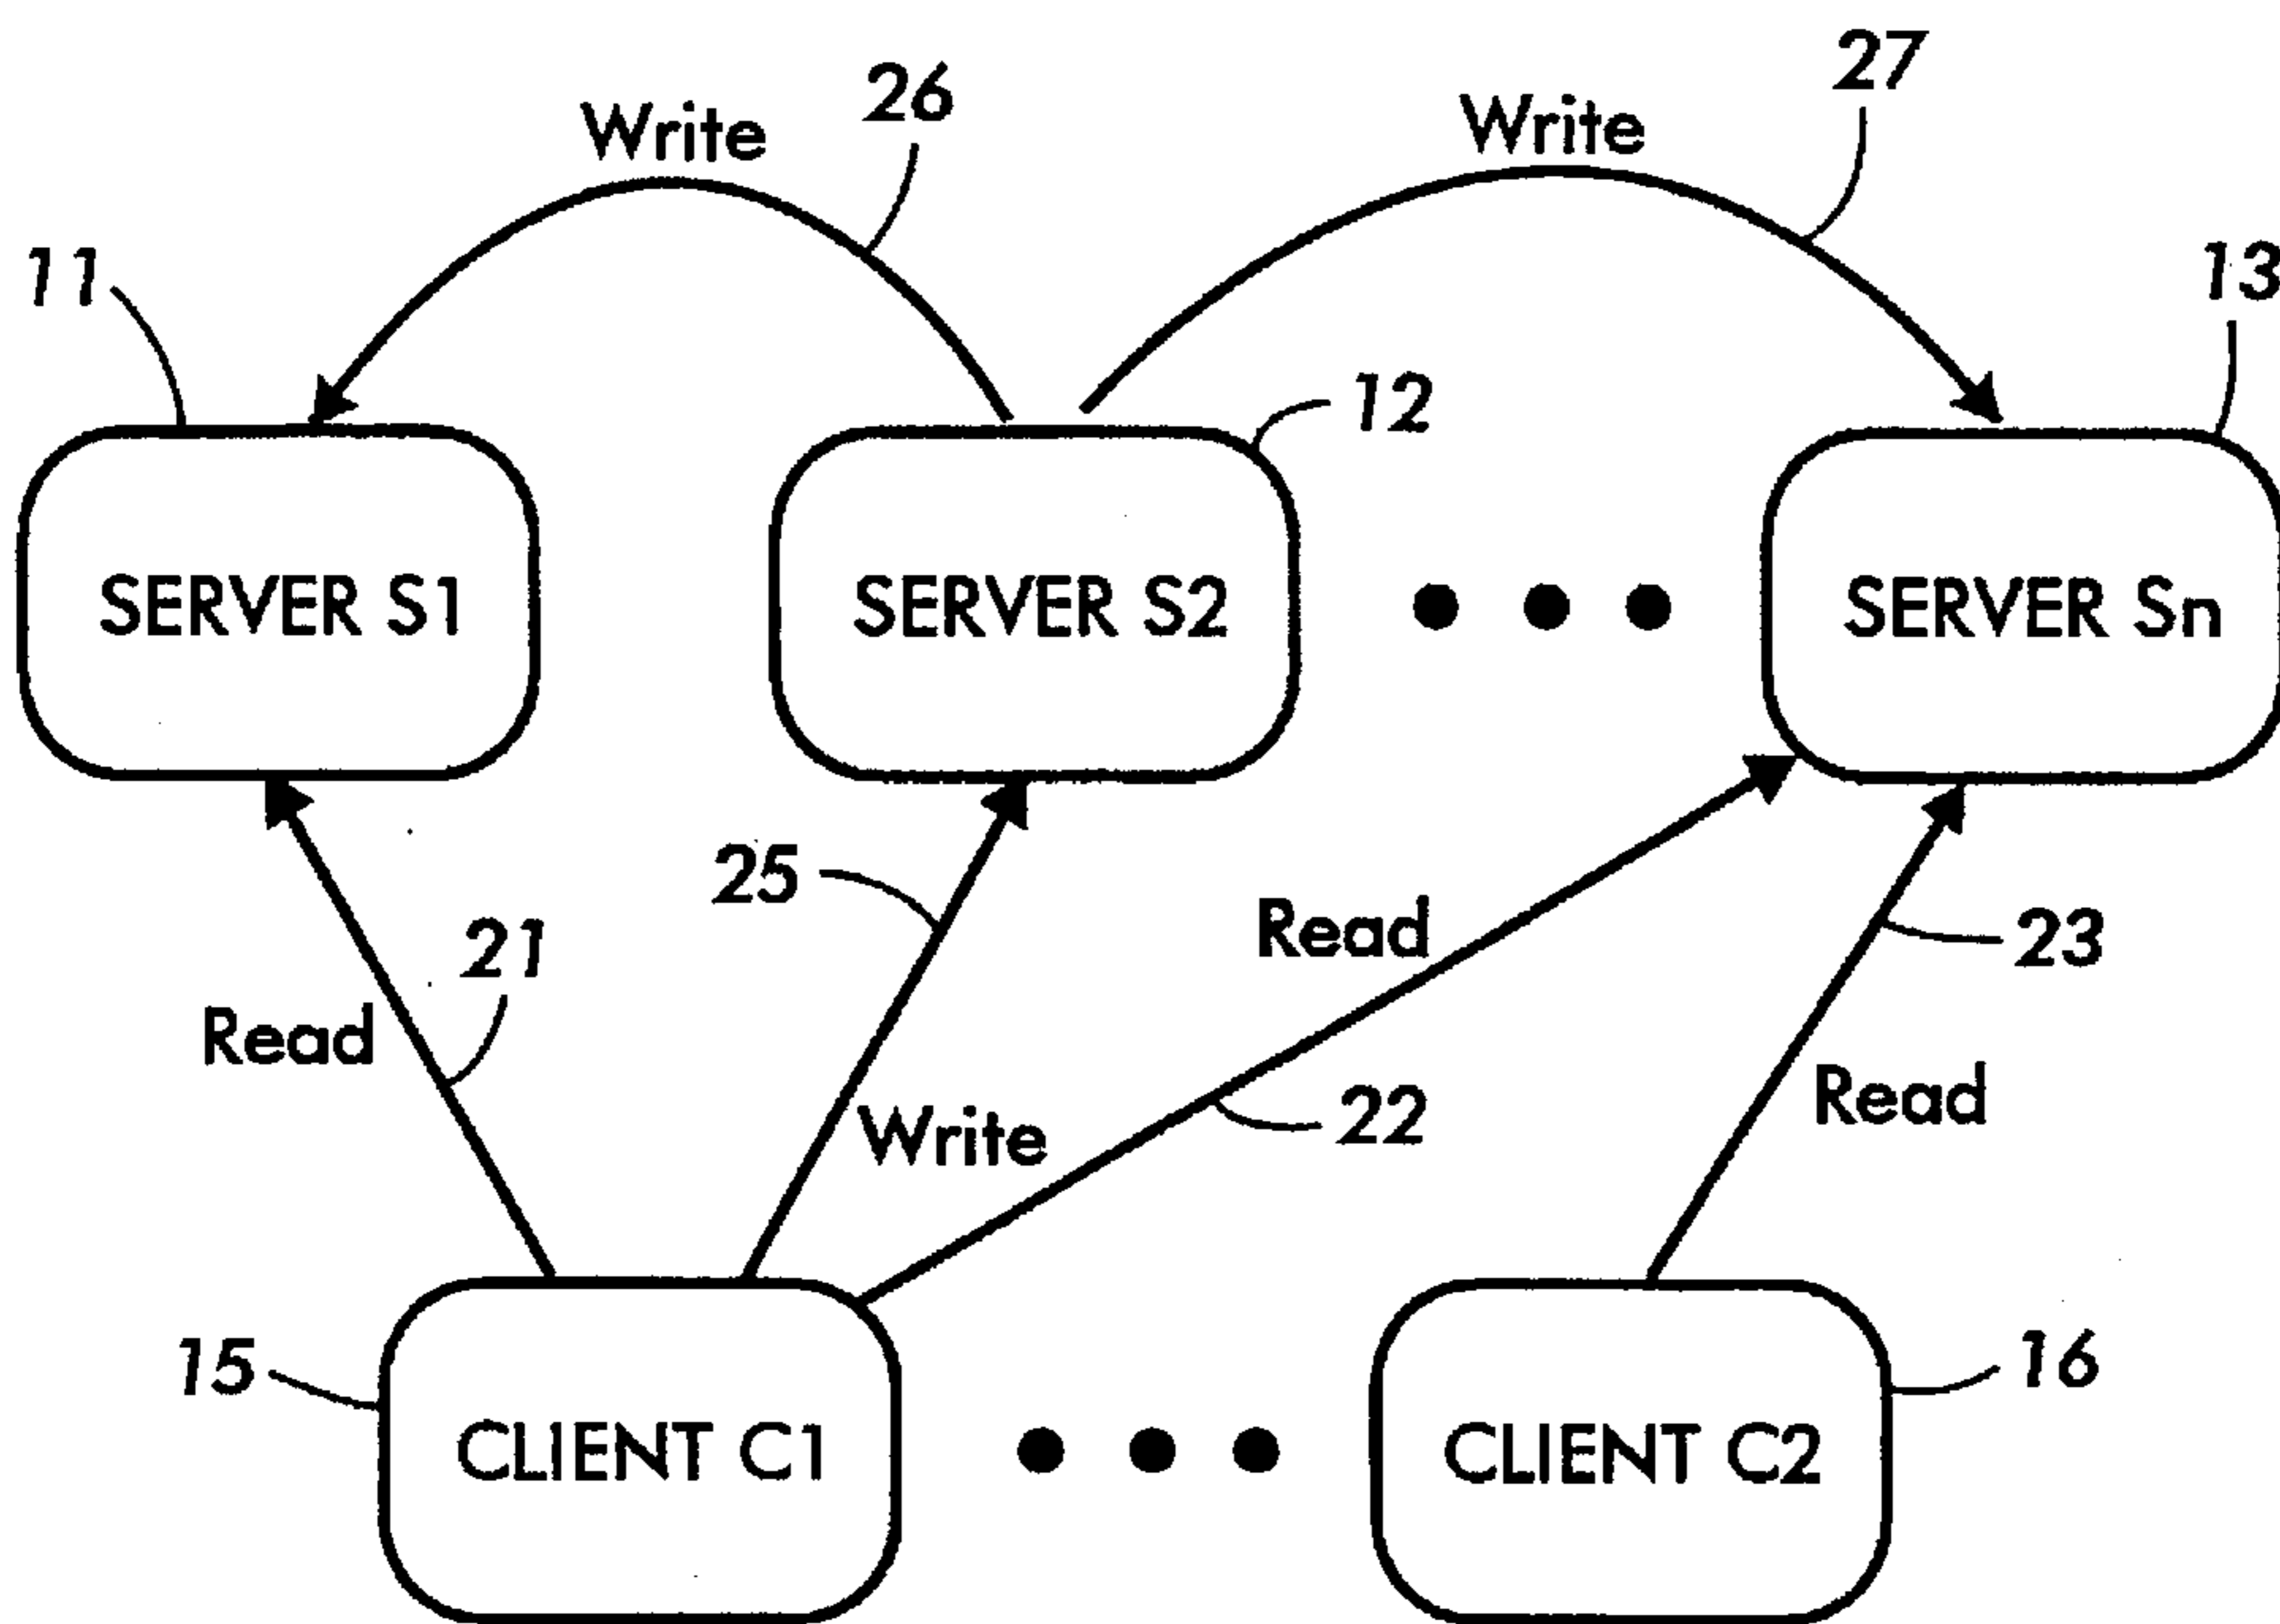 27
26
Write
Write
11
13
12
SERVER S1
SERVER S2
SERVER Sn
25
21
Read
23
Read
Write
22
Read
15
16
CLIENT C1
CLIENT C2